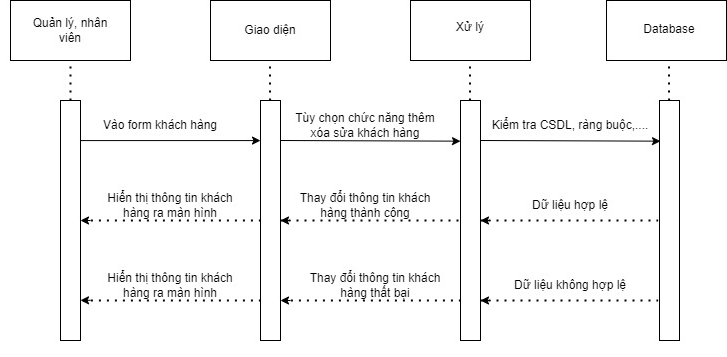 Quản lý, nhân
viên
Giao diện
Xử lý
Database
Vào form khách hàng
Tùy chọn chức năng thêm
xóa sửa khách hàng
Kiểm tra CSDL, ràng buộc,....
Hiển thị thông tin khách
hàng ra màn hình
Thay đổi thông tin khách
hàng thành công
Dữ liệu hợp lệ
Hiển thị thông tin khách
hàng ra màn hình
Thay đổi thông tin khách
hàng thất bại
Dữ liệu không hợp lệ